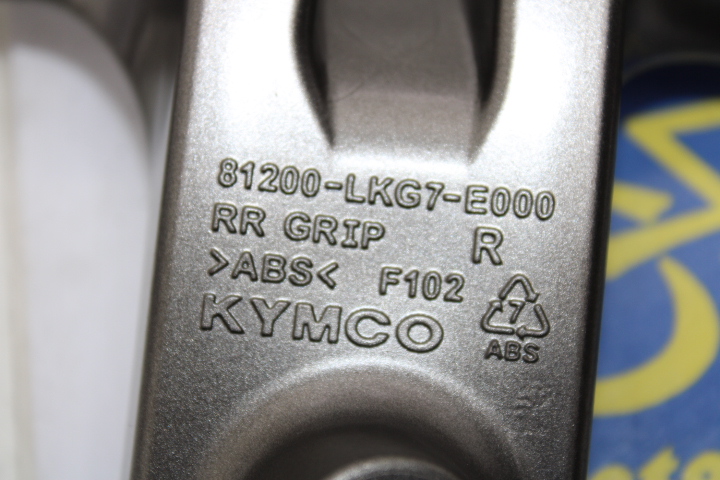 81200-LKG7-E000
RR GRIP R
>ABS< F102
7
KYMCO
ABS